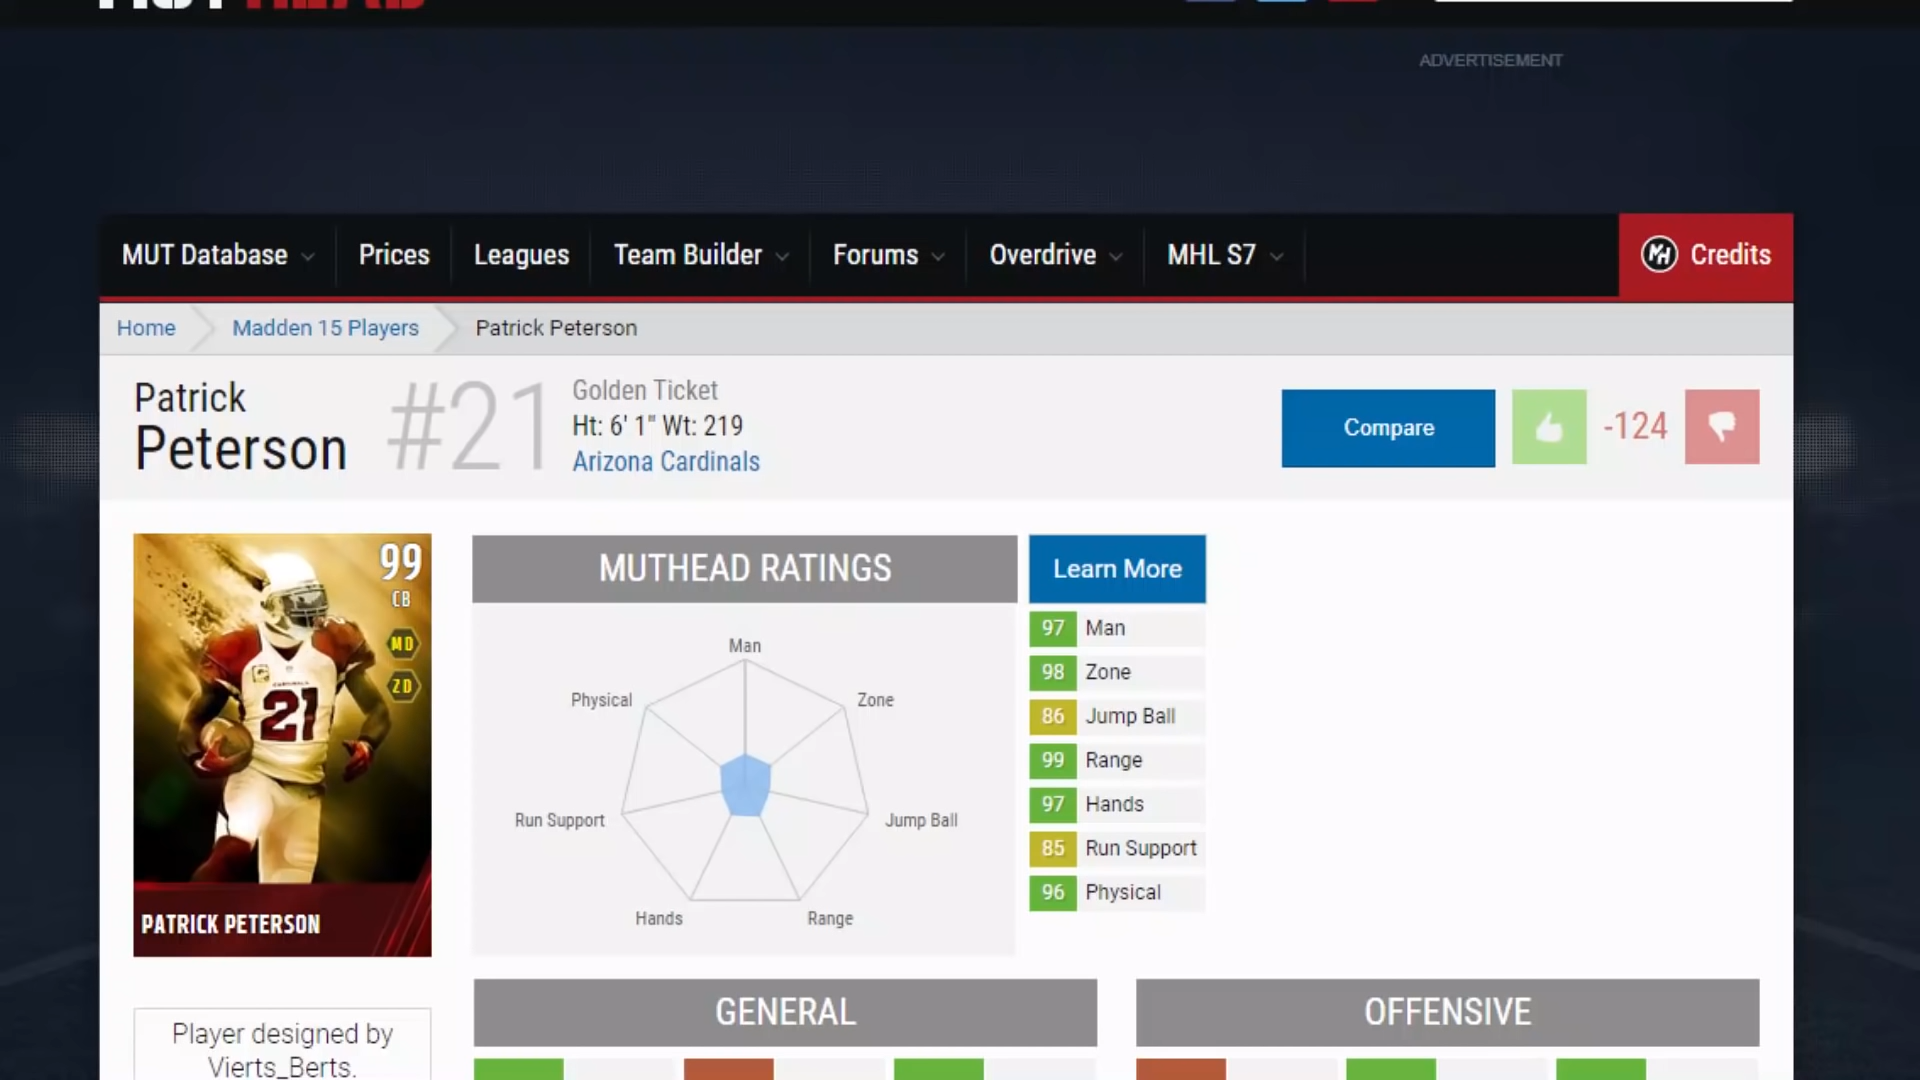 ADVERTISEMENT
MUT Database
Prices
Leagues
Team Builder
Forums
Overdrive
MHL S7
MH Credits
Home
Madden 15 Players
Patrick Peterson
Patrick
Peterson
#21
Golden Ticket
Ht: 6' 1" Wt: 219
Arizona Cardinals
Compare
-124
99
CB
MD
ZD
21
PATRICK PETERSON
MUTHEAD RATINGS
Learn More
Man
Zone
Jump Ball
Range
Hands
Run Support
Physical
97 Man
98 Zone
86 Jump Ball
99 Range
97 Hands
85 Run Support
96 Physical
Player designed by
Vierts_Berts.
GENERAL
OFFENSIVE